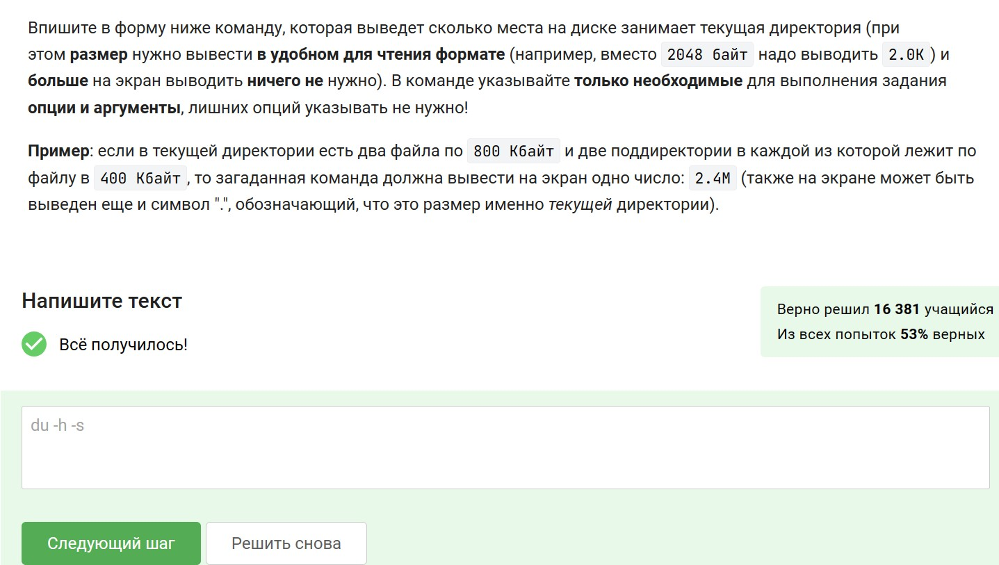 Впишите в форму ниже команду, которая выведет сколько места на диске занимает текущая директория (при
этом размер нужно вывести в удобном для чтения формате (например, вместо 2048 байт надо выводить 2.0K ) и
больше на экран выводить ничего не нужно). В команде указывайте только необходимые для выполнения задания
опции и аргументы, лишних опций указывать не нужно!
Пример: если в текущей директории есть два файла по 800 Кбайт и две поддиректории в каждой из которой лежит по
файлу в 400 Кбайт , то загаданная команда должна вывести на экран одно число: 2.4M (также на экране может быть
выведен еще и символ ".", обозначающий, что это размер именно текущей директории).
Напишите текст
Верно решил 16 381 учащийся
Из всех попыток 53% верных
Всё получилось!
du -h -s
Следующий шаг
Решить снова